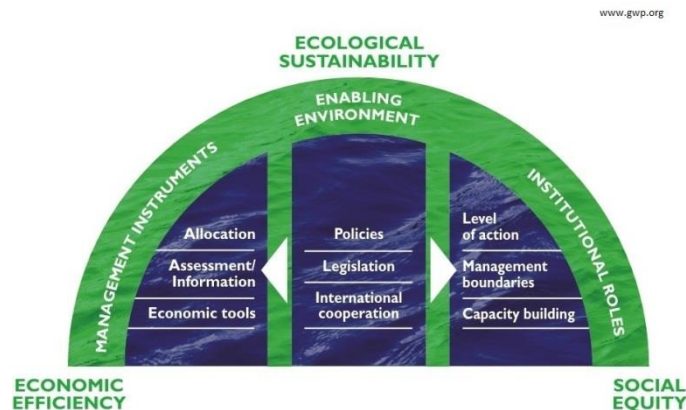 www.gwp.org
ECOLOGICAL
SUSTAINABILITY
ENABLING
ENVIRONMENT
MANAGEMENT INSTRUMENTS
INSTITUTIONAL ROLES
Allocation
Assessment/
Information
Economic tools
Policies
Legislation
International
cooperation
Level
of action
Management
boundaries
Capacity building
ECONOMIC
EFFICIENCY
SOCIAL
EQUITY